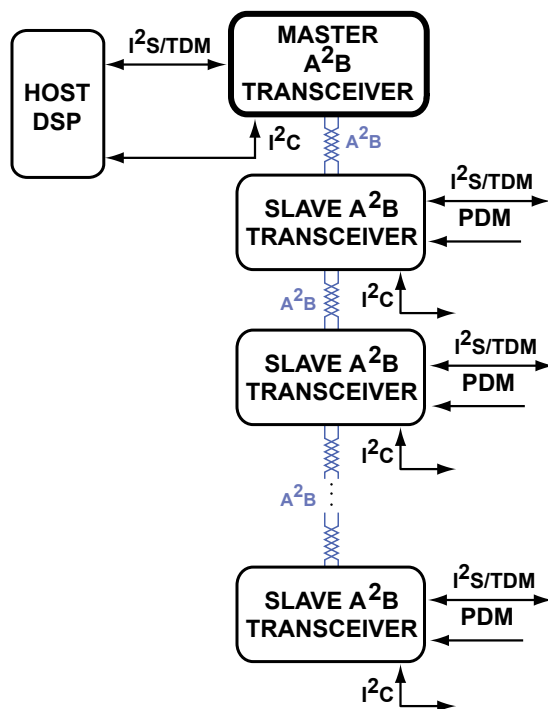 I²S/TDM
MASTER
A²B
TRANSCEIVER
HOST
DSP
I²C
A²B
SLAVE A²B
TRANSCEIVER
I²S/TDM
PDM
A²B
I²C
SLAVE A²B
TRANSCEIVER
I²S/TDM
PDM
I²C
A²B
SLAVE A²B
TRANSCEIVER
I²S/TDM
PDM
I²C